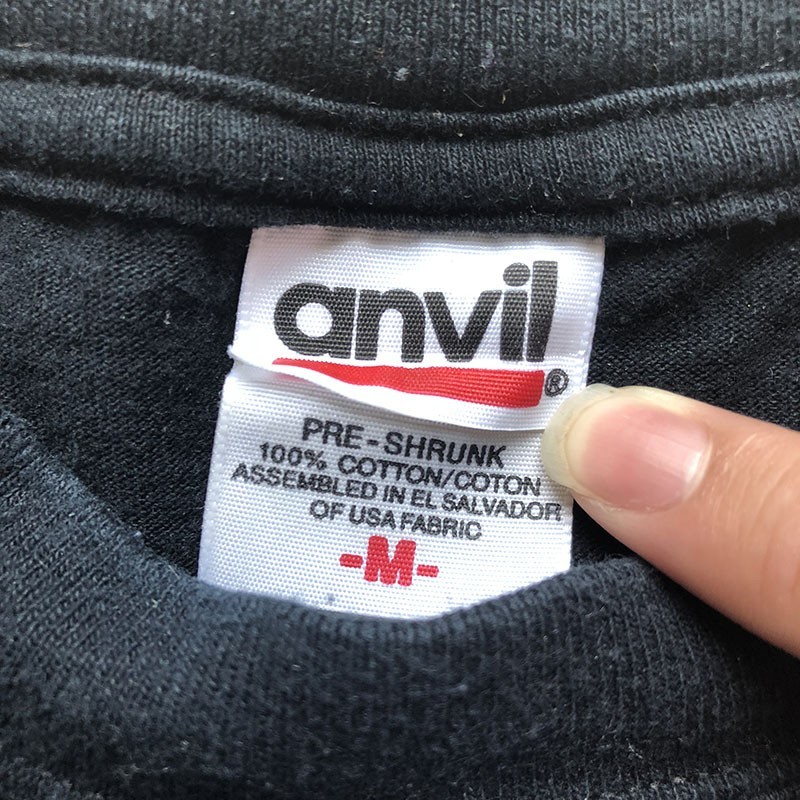 anvil
®
PRE-SHRUNK
100% COTTON/COTON
ASSEMBLED IN EL SALVADOR
OF USA FABRIC
-M-